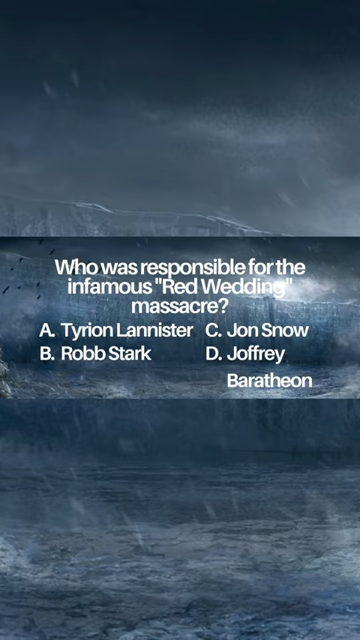 Who was responsible for the
infamous "Red Wedding"
massacre?
A. Tyrion Lannister C. Jon Snow
B. Robb Stark D. Joffrey
Baratheon